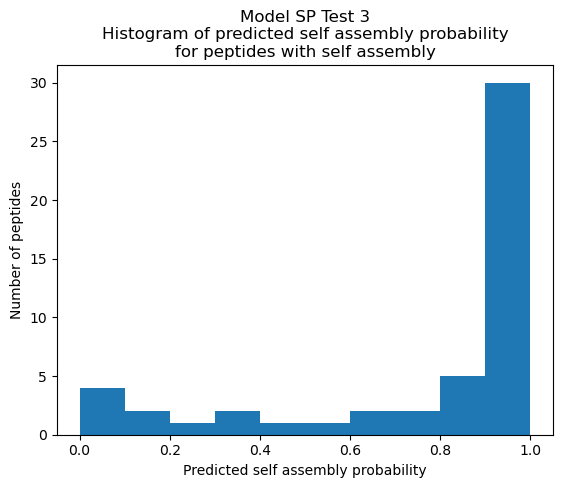 Model SP Test 3
Histogram of predicted self assembly probability
for peptides with self assembly
Number of peptides
30
25
20
15
10
5
0
0.0 0.2 0.4 0.6 0.8 1.0
Predicted self assembly probability